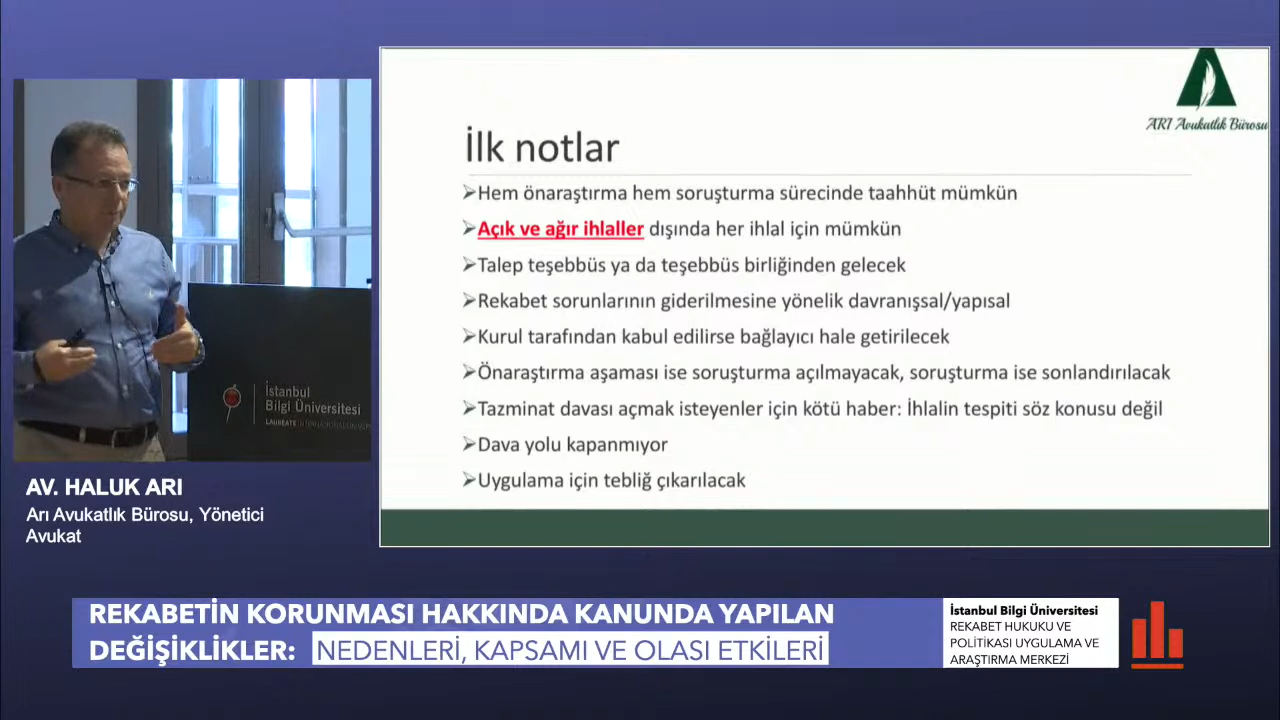 ARI Avukatlık Bürosu
İlk notlar
➢Hem önaraştırma hem soruşturma sürecinde taahhüt mümkün
➢Açık ve ağır ihlaller dışında her ihlal için mümkün
➢Talep teşebbüs ya da teşebbüs birliğinden gelecek
➢Rekabet sorunlarının giderilmesine yönelik davranışsal/yapısal
➢Kurul tarafından kabul edilirse bağlayıcı hale getirilecek
➢Önaraştırma aşaması ise soruşturma açılmayacak, soruşturma ise sonlandırılacak
➢Tazminat davası açmak isteyenler için kötü haber: İhlalin tespiti söz konusu değil
➢Dava yolu kapanmıyor
➢Uygulama için tebliğ çıkarılacak
İstanbul
Bilgi Üniversitesi
LAUREATE
AV. HALUK ARI
Arı Avukatlık Bürosu, Yönetici
Avukat
REKABETİN KORUNMASI HAKKINDA KANUNDA YAPILAN
DEĞİŞİKLİKLER: NEDENLERİ, KAPSAMI VE OLASI ETKİLERİ
İstanbul Bilgi Üniversitesi
REKABET HUKUKU VE
POLİTİKASI UYGULAMA VE
ARAŞTIRMA MERKEZİ